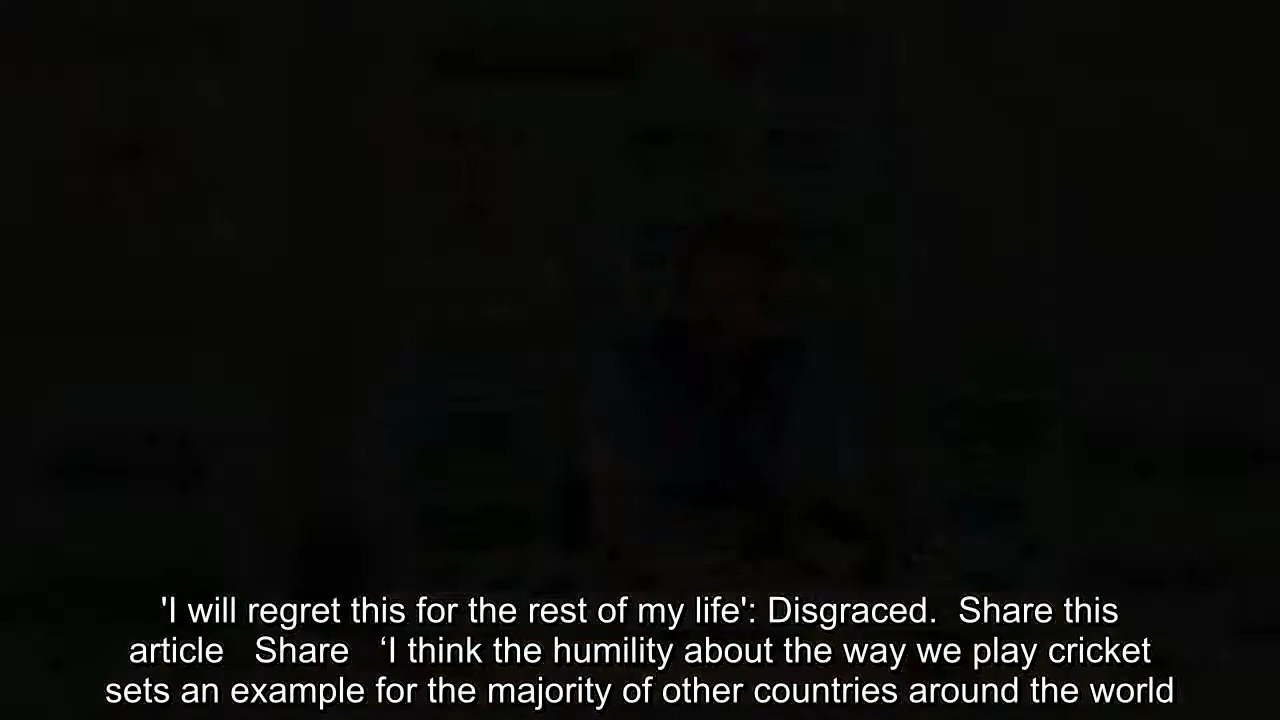 'I will regret this for the rest of my life': Disgraced.  Share this
article   Share   ‘I think the humility about the way we play cricket
sets an example for the majority of other countries around the world